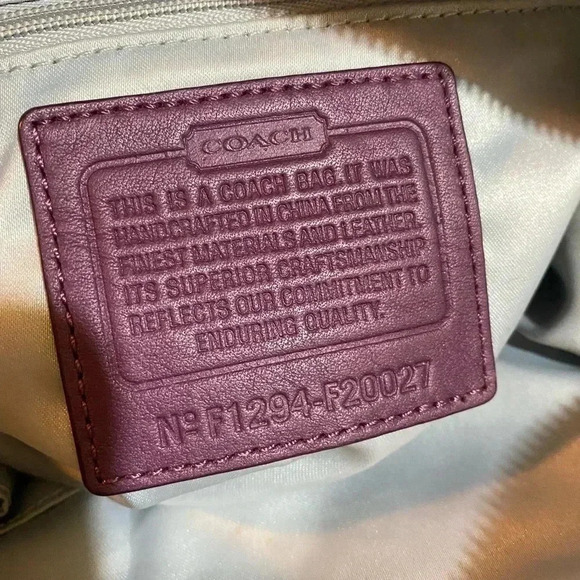 COACH
THIS IS A COACH BAG. IT WAS
HANDCRAFTED IN CHINA FROM THE
FINEST MATERIALS AND LEATHER.
ITS SUPERIOR CRAFTSMANSHIP
REFLECTS OUR COMMITMENT TO
ENDURING QUALITY.
Nº F1294-F20027